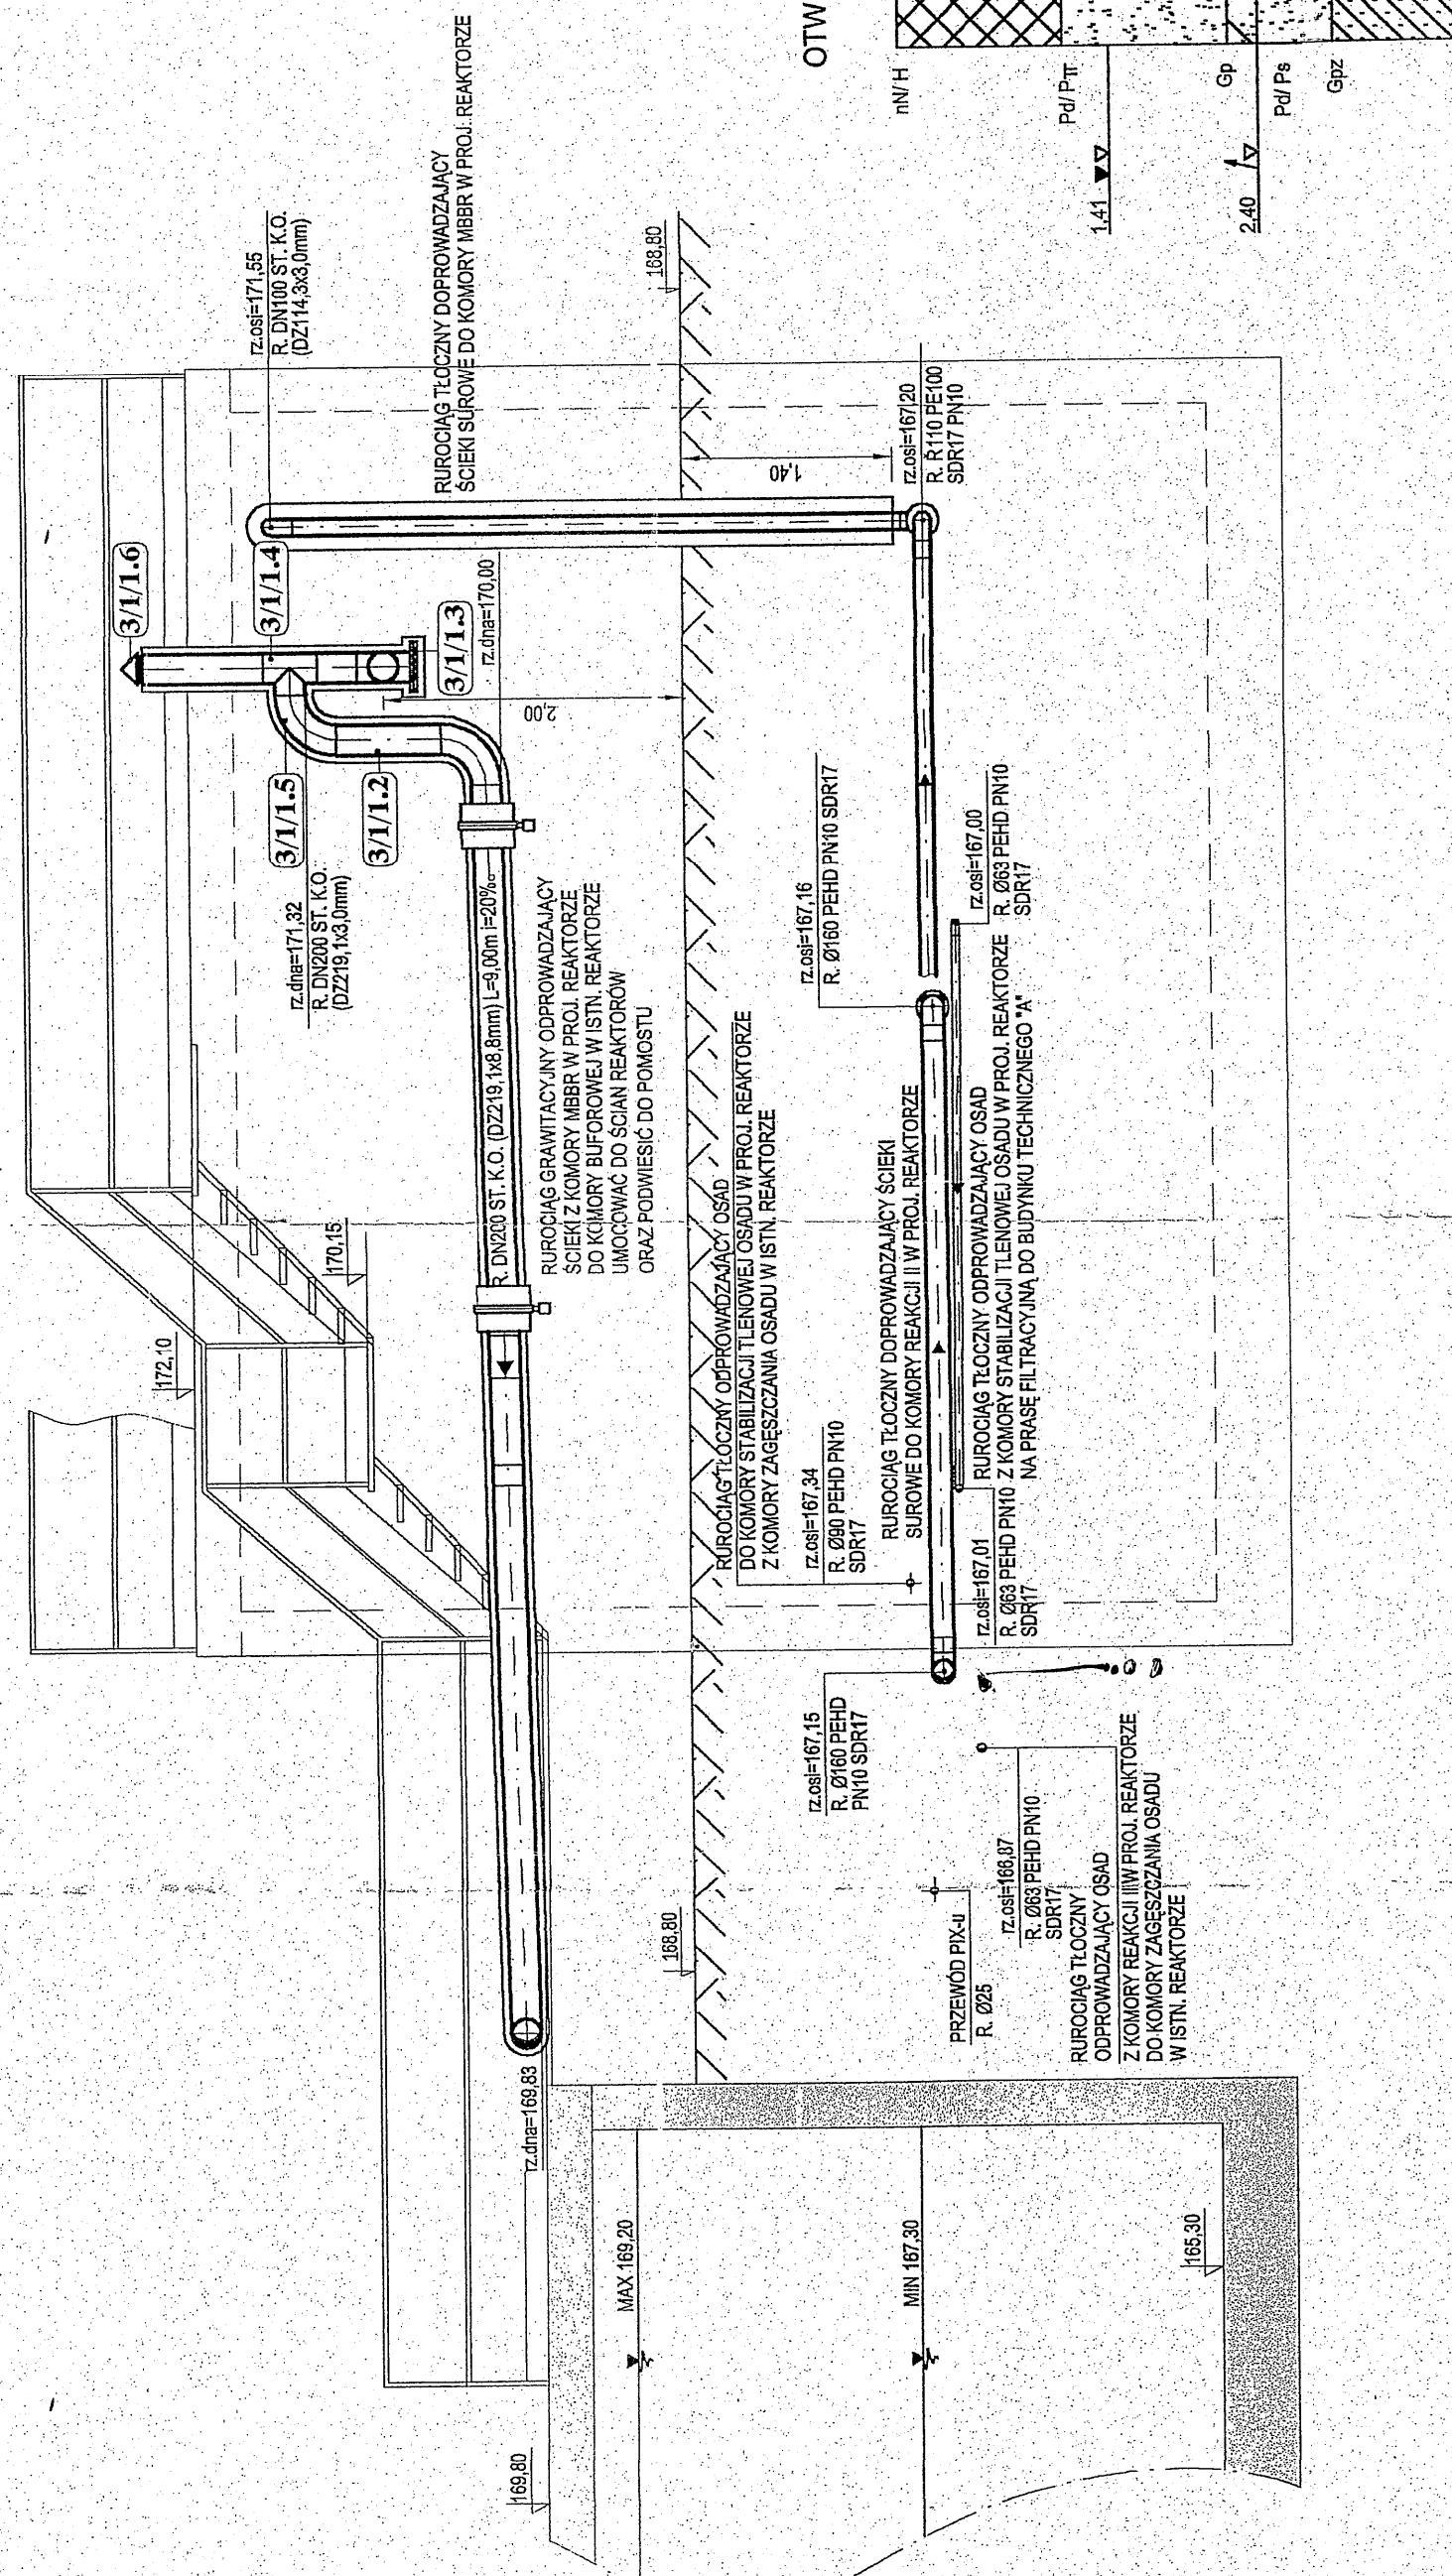 3/1/1.6
3/1/1.4
3/1/1.3
rz.dna=170,00
3/1/1.5
3/1/1.2
rz.osi=171,55
R. DN100 ST. K.O.
(DZ114,3x3,0mm)
RUROCIĄG TŁOCZNY DOPROWADZAJĄCY
ŚCIEKI SUROWE DO KOMORY MBBR W PROJ. REAKTORZE
168,80
1,40
2,00
rz.osi=167,20
R. R110 PE100
SDR17 PN10
rz.dna=171,32
R. DN200 ST. K.O.
(DZ219,1x3,0mm)
R. DN200 ST. K.O. (DZ219,1x8,8mm) L=9,00m i=20‰
RUROCIĄG GRAWITACYJNY ODPROWADZAJĄCY
ŚCIEKI Z KOMORY MBBR W PROJ. REAKTORZE
DO KOMORY BUFOROWEJ W ISTN. REAKTORZE
UMOCOWAĆ DO ŚCIAN REAKTORÓW
ORAZ PODWIESIĆ DO POMOSTU
rz.osi=167,16
R. Ø160 PEHD PN10 SDR17
rz.osi=167,00
R. Ø63 PEHD PN10
SDR17
172,10
170,15
RUROCIĄG TŁOCZNY ODPROWADZAJĄCY OSAD
DO KOMORY STABILIZACJI TLENOWEJ OSADU W PROJ. REAKTORZE
Z KOMORY ZAGĘSZCZANIA OSADU W ISTN. REAKTORZE
rz.osi=167,34
R. Ø90 PEHD PN10
SDR17
RUROCIĄG TŁOCZNY DOPROWADZAJĄCY ŚCIEKI
SUROWE DO KOMORY REAKCJI II W PROJ. REAKTORZE
RUROCIĄG TŁOCZNY ODPROWADZAJĄCY OSAD
Z KOMORY STABILIZACJI TLENOWEJ OSADU W PROJ. REAKTORZE
NA PRASĘ FILTRACYJNĄ DO BUDYNKU TECHNICZNEGO "A"
rz.osi=167,01
R. Ø63 PEHD PN10
SDR17
rz.osi=167,15
R. Ø160 PEHD
PN10 SDR17
168,80
PRZEWÓD PIX-u
R. Ø25
rz.osi=166,87
R. Ø63 PEHD PN10
SDR17
RUROCIĄG TŁOCZNY
ODPROWADZAJĄCY OSAD
Z KOMORY REAKCJI II W PROJ. REAKTORZE
DO KOMORY ZAGĘSZCZANIA OSADU
W ISTN. REAKTORZE
rz.dna=169,83
169,80
MAX 169,20
MIN 167,30
165,30
OTW
nN/ H
Pd/ Pπ
1,41
Gp
2,40
Pd/ Ps
Gpz